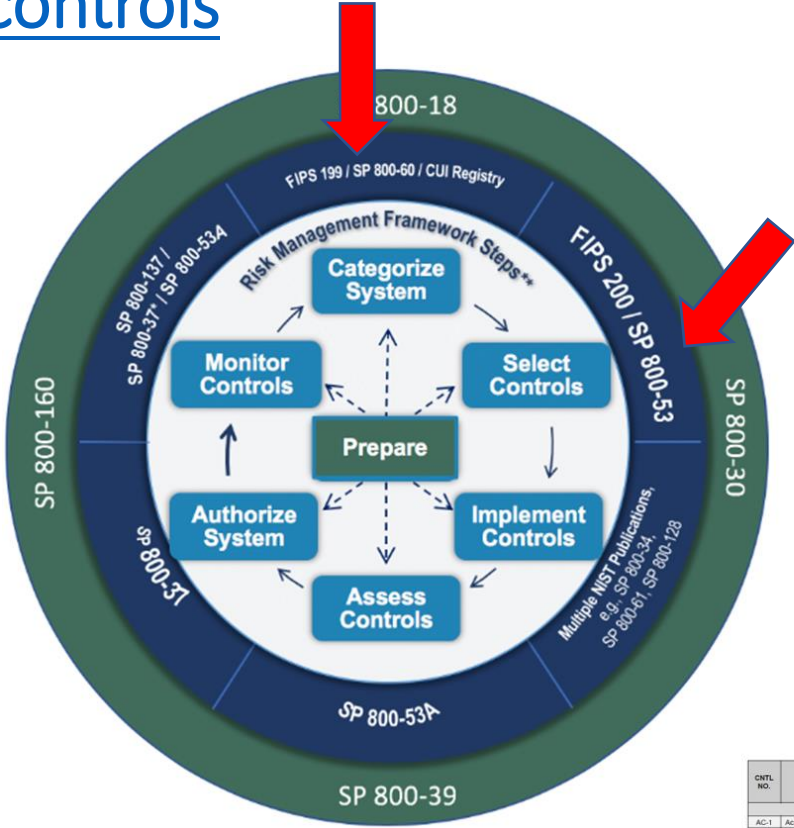 controls
800-18
FIPS 199 / SP 800-60 / CUI Registry
FIPS 200 / SP 800-53
SP 800-30
Multiple NIST Publications,
e.g., SP 800-34,
SP 800-61, SP 800-128
SP 800-53A
SP 800-39
SP 800-37
SP 800-160
SP 800-137 /
SP 800-37* / SP 800-53A
Risk Management Framework Steps**
Categorize
System
Monitor
Controls
Select
Controls
Prepare
Authorize
System
Implement
Controls
Assess
Controls
CNTL
NO.
AC-1